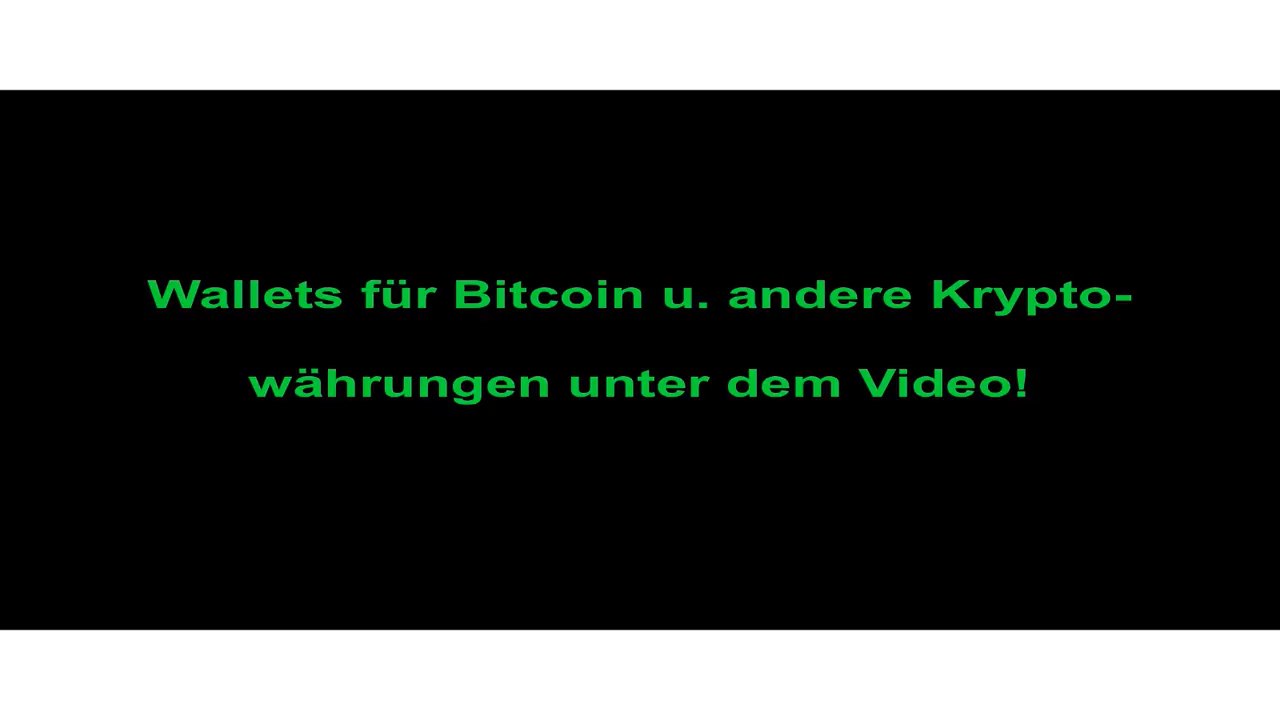 Wallets für Bitcoin u. andere Krypto-
währungen unter dem Video!